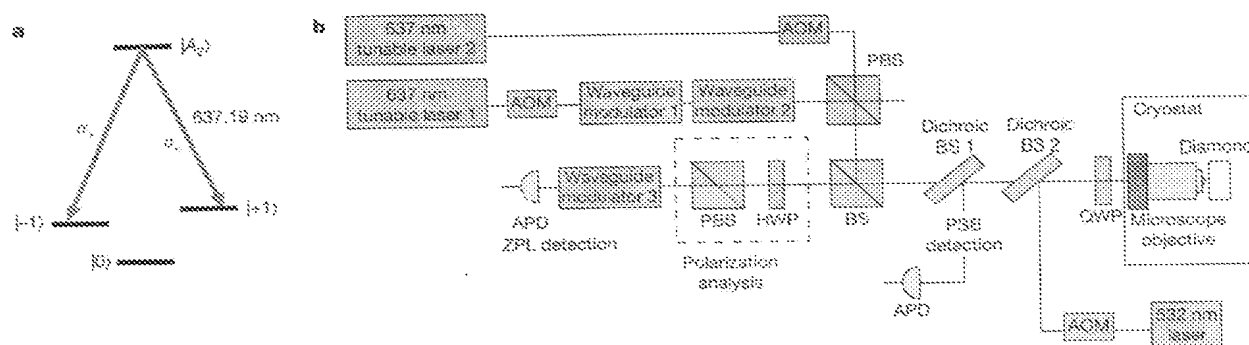 a
|A₂⟩
637.19 nm
σ₊
σ₋
|−1⟩
|+1⟩
|0⟩
b
637 nm
tunable laser 2
AOM
PBS
637 nm
tunable laser 1
AOM
Waveguide
modulator 1
Waveguide
modulator 2
APD
ZPL detection
Waveguide
modulator 3
PBS
HWP
Polarization
analysis
BS
Dichroic
BS 1
Dichroic
BS 2
PSB
detection
APD
QWP
Cryostat
Diamond
Microscope
objective
AOM
532 nm
laser